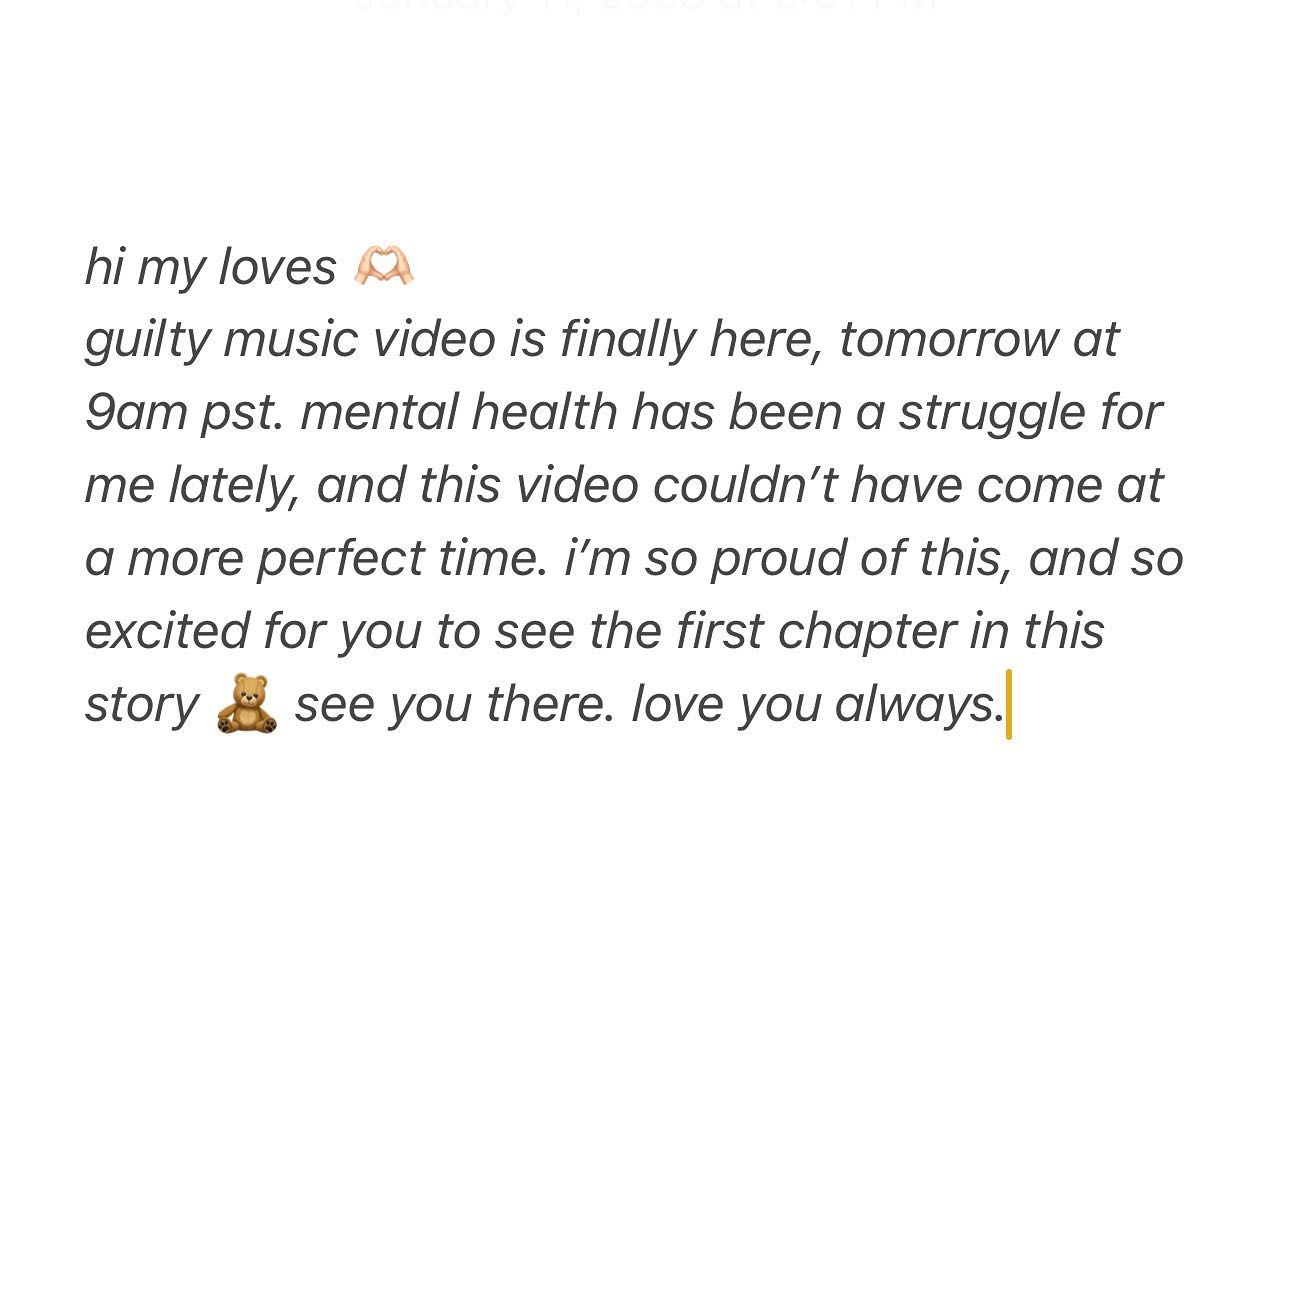 hi my loves 🫶🏻
guilty music video is finally here, tomorrow at
9am pst. mental health has been a struggle for
me lately, and this video couldn’t have come at
a more perfect time. i’m so proud of this, and so
excited for you to see the first chapter in this
story 🧸 see you there. love you always.